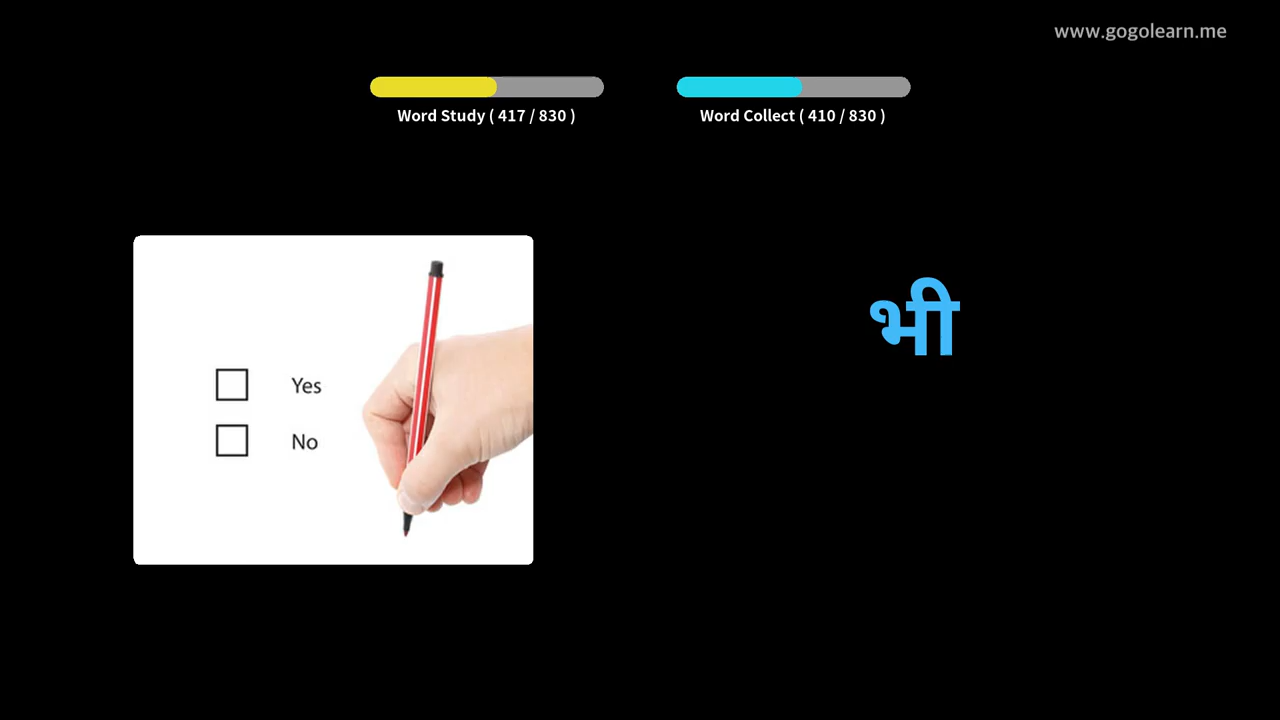 www.gogolearn.me
Word Study ( 417 / 830 )
Word Collect ( 410 / 830 )
भी
Yes
No